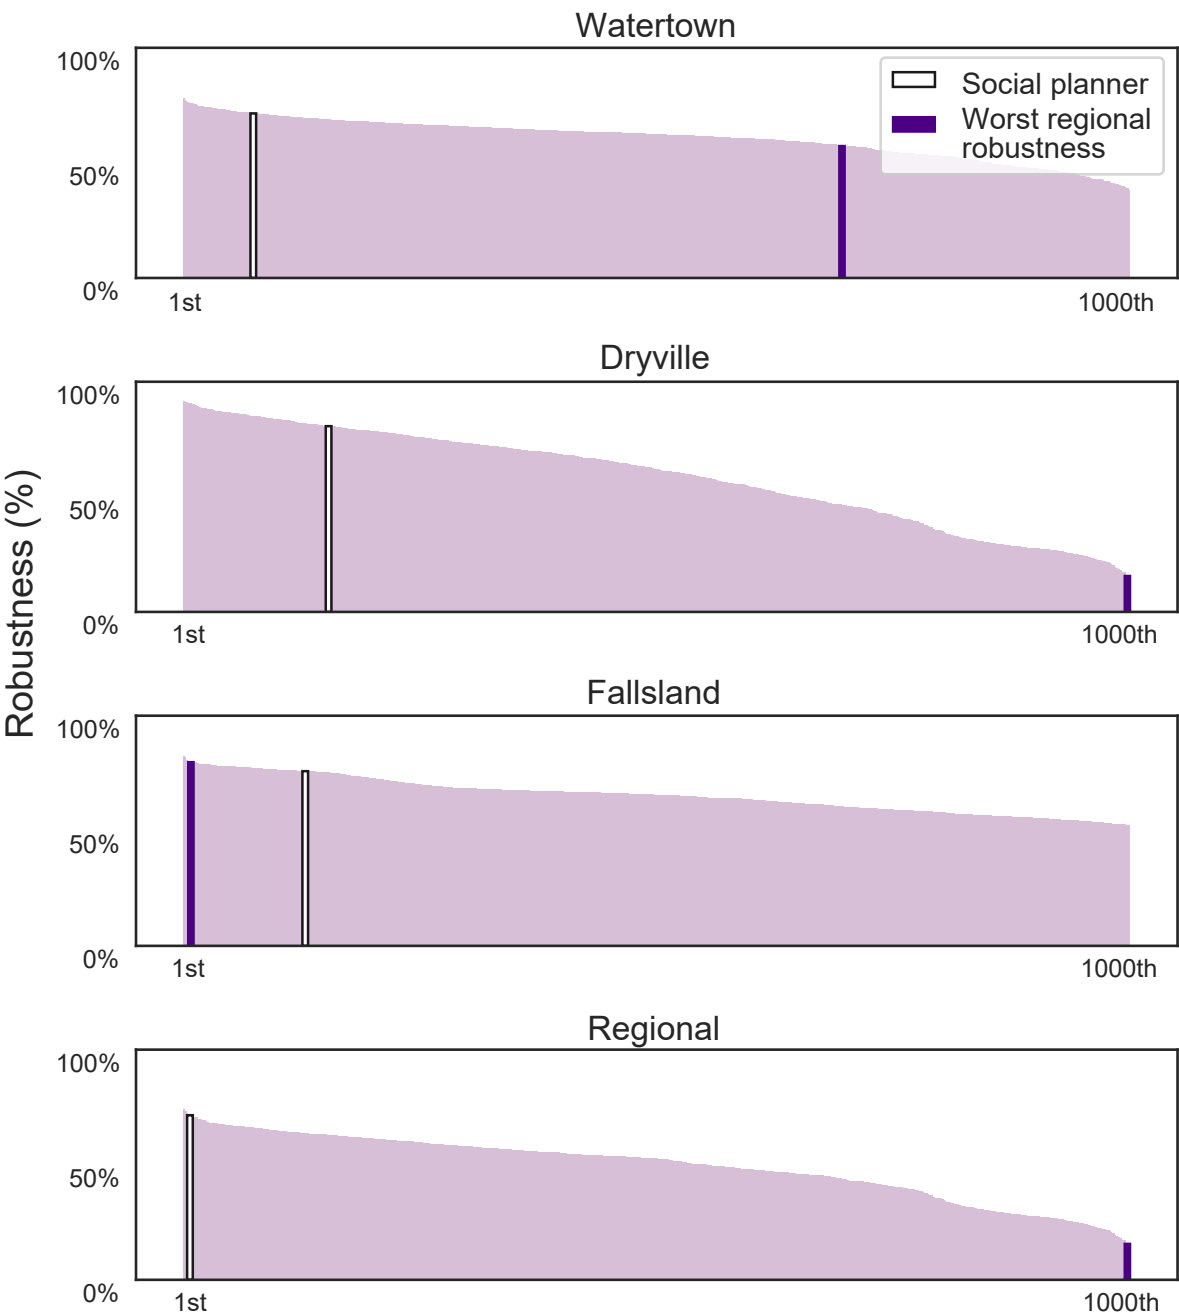 Watertown
100%
50%
0%
Social planner
Worst regional
robustness
1st
1000th
Dryville
100%
50%
0%
1st
1000th
Robustness (%)
Fallsland
100%
50%
0%
1st
1000th
Regional
100%
50%
0%
1st
1000th